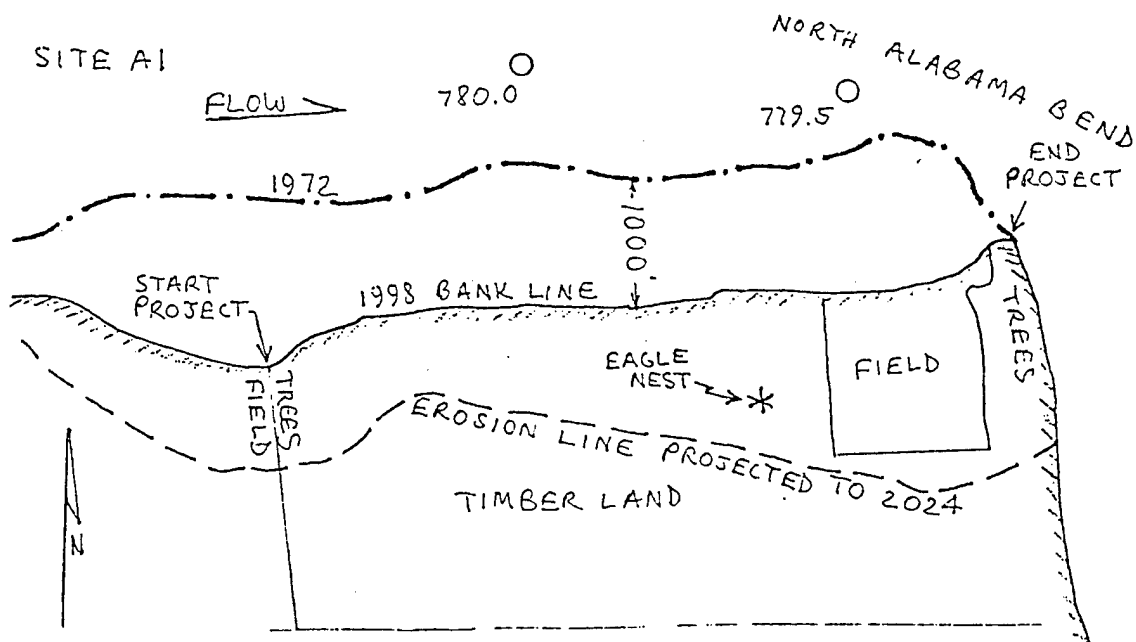 SITE A1
NORTH ALABAMA BEND
FLOW
780.0
779.5
END
PROJECT
1972
1000'
START
PROJECT
1998 BANK LINE
TREES
FIELD
TREES
FIELD
EAGLE
NEST
EROSION LINE PROJECTED TO 2024
TIMBER LAND
N